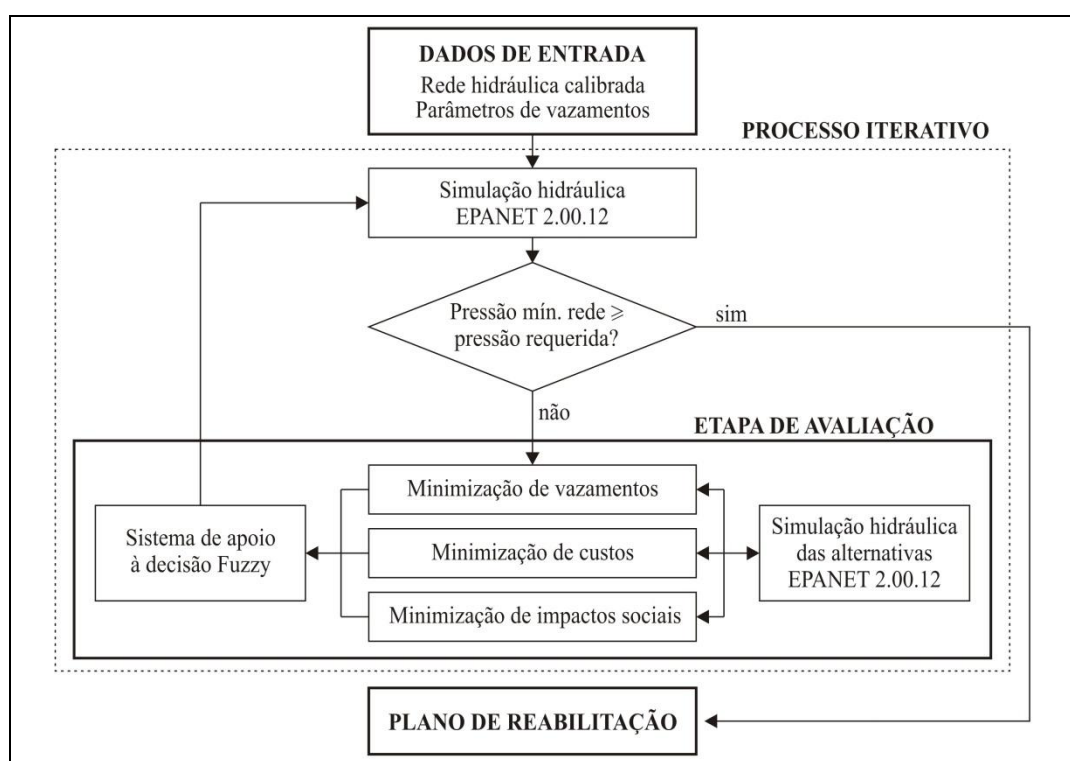 DADOS DE ENTRADA
Rede hidráulica calibrada
Parâmetros de vazamentos
PROCESSO ITERATIVO
Simulação hidráulica
EPANET 2.00.12
Pressão mín. rede ⩾
pressão requerida?
sim
não
ETAPA DE AVALIAÇÃO
Minimização de vazamentos
Sistema de apoio
à decisão Fuzzy
Minimização de custos
Simulação hidráulica
das alternativas
EPANET 2.00.12
Minimização de impactos sociais
PLANO DE REABILITAÇÃO